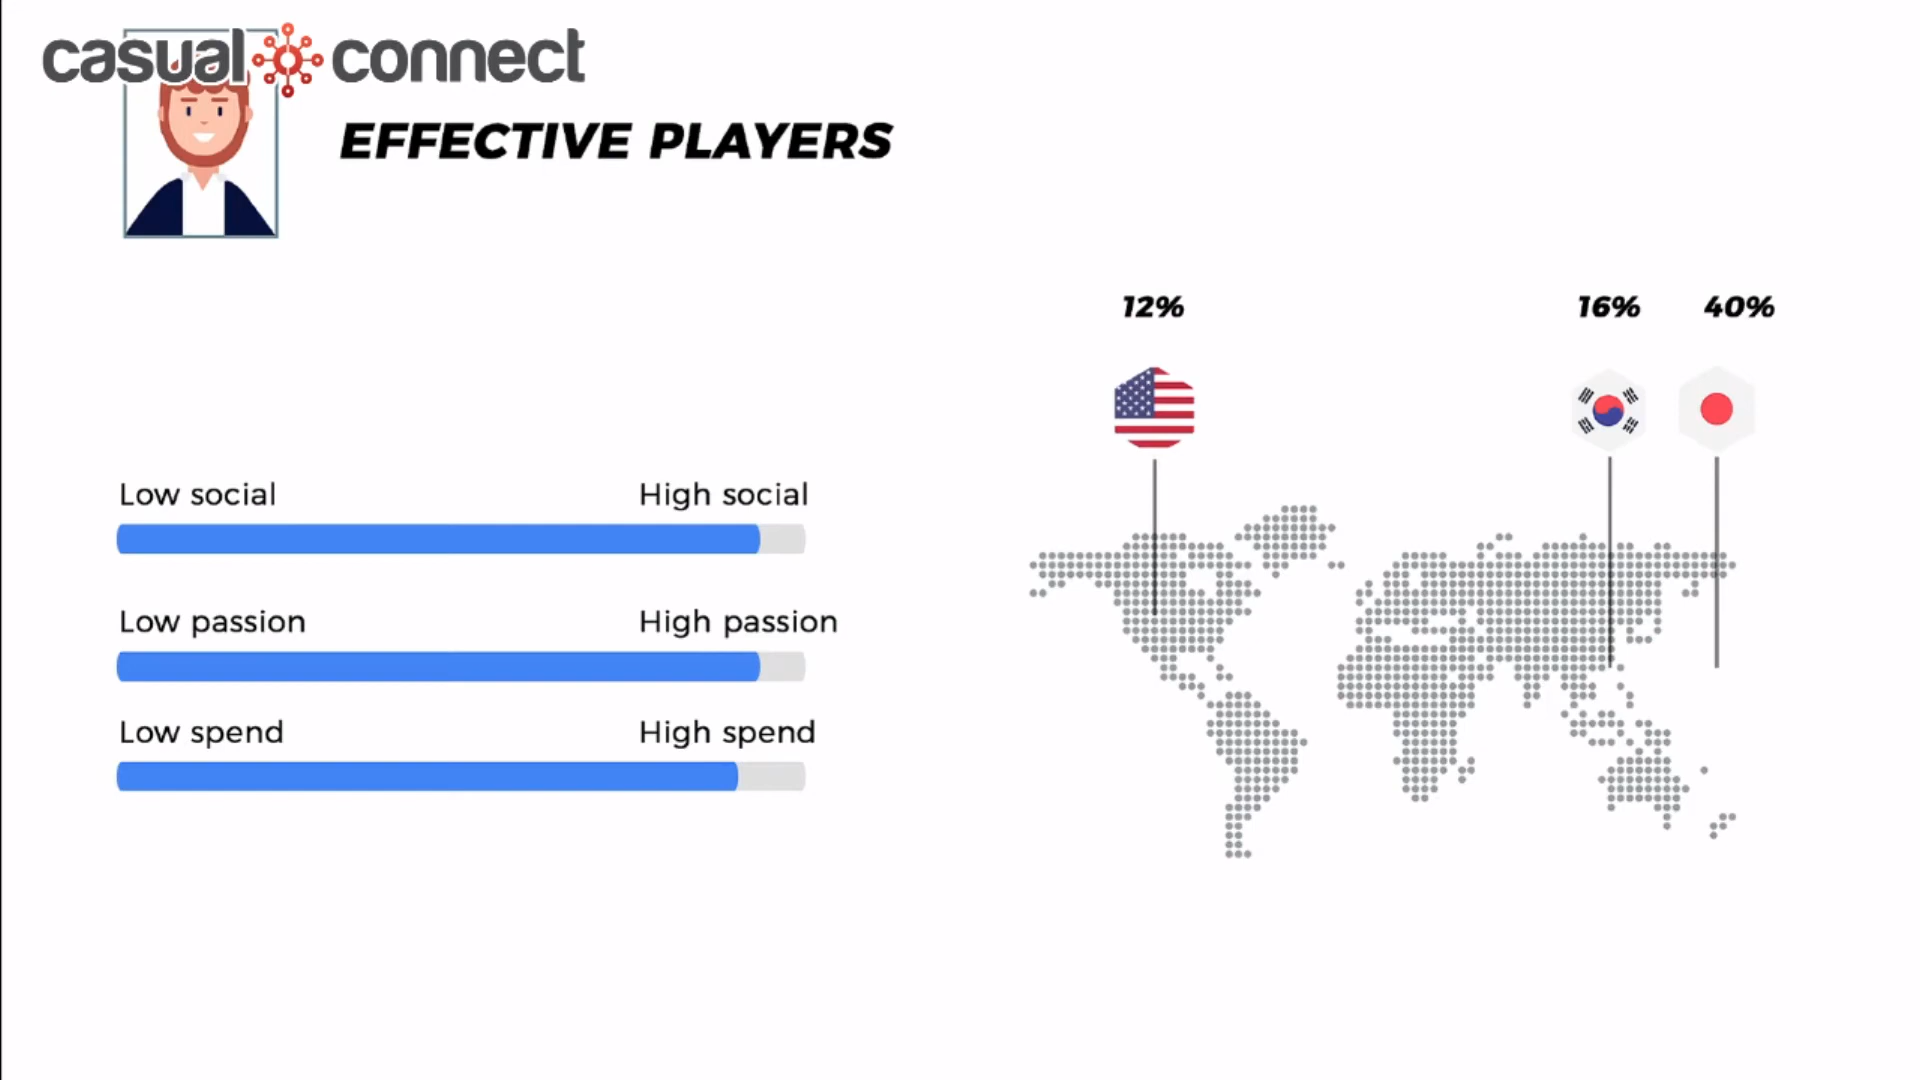 casual connect
EFFECTIVE PLAYERS
12% 16% 40%
Low social High social
Low passion High passion
Low spend High spend